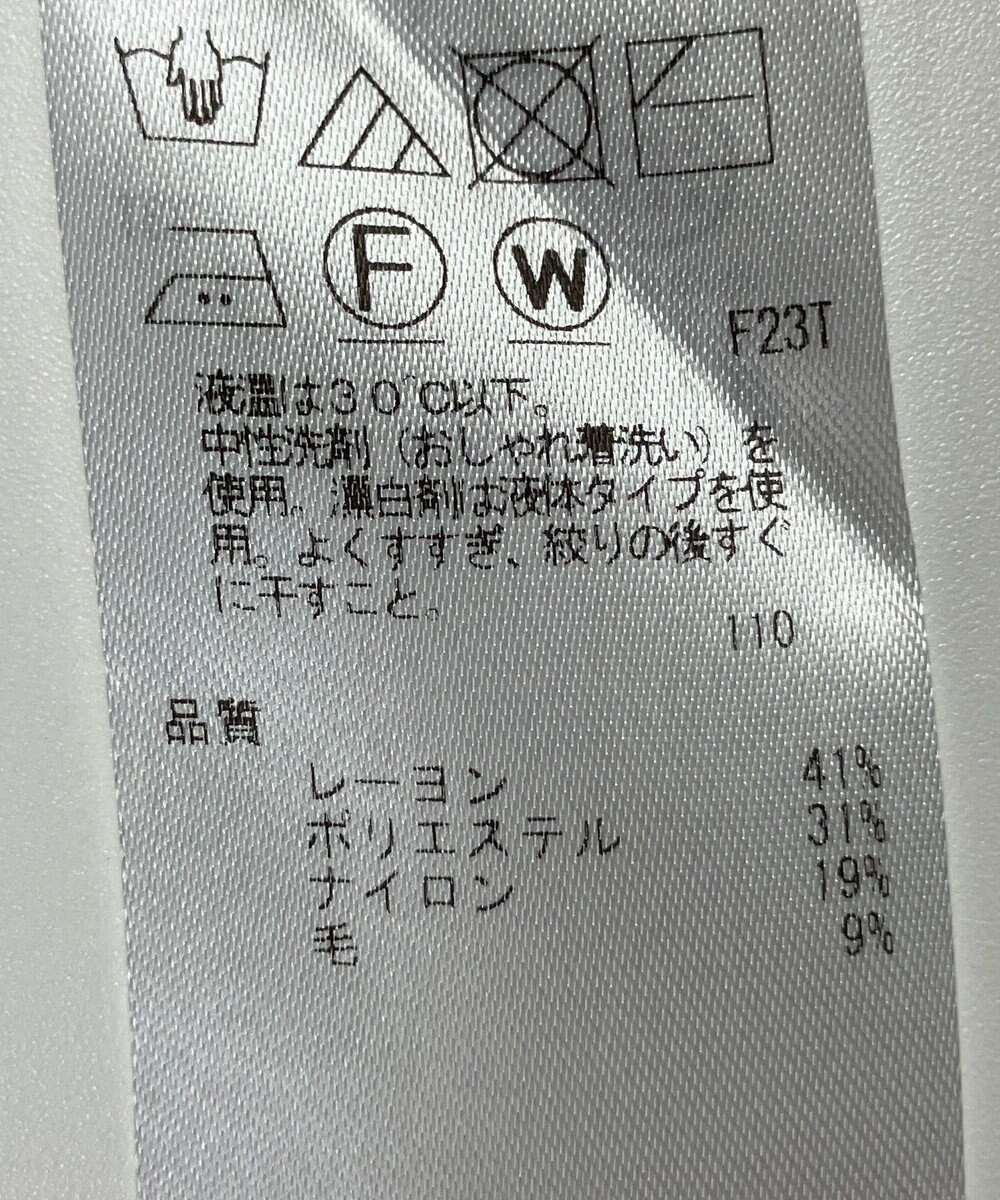 F W
F23T
液温は30℃以下。
中性洗剤（おしゃれ着洗い）を
使用。漂白剤は液体タイプを使
用。よくすすぎ、絞りの後すぐ
に干すこと。
110
品質
レーヨン 41%
ポリエステル 31%
ナイロン 19%
毛 9%